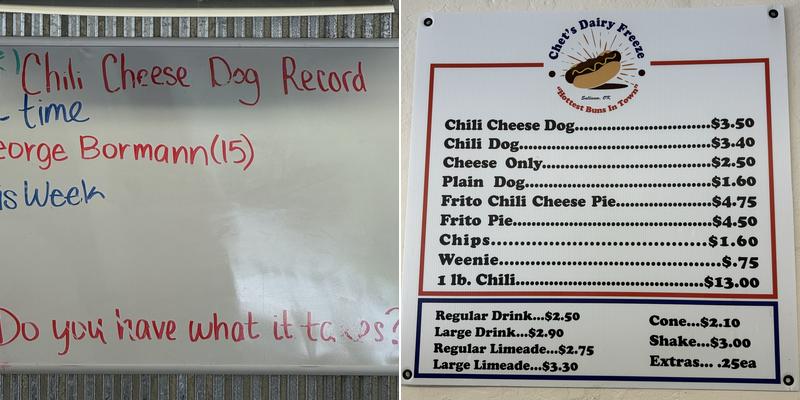 Chili Cheese Dog Record
- time
eorge Bormann (15)
is Week
Do you have what it takes?
Chet's Dairy Freeze
Sallisaw, OK
"Hottest Buns In Town"
Chili Cheese Dog...............................$3.50
Chili Dog..........................................$3.40
Cheese Only......................................$2.50
Plain Dog..........................................$1.60
Frito Chili Cheese Pie....................$4.75
Frito Pie...........................................$4.50
Chips................................$1.60
Weenie..............................................$.75
1 lb. Chili........................................$13.00
Regular Drink...$2.50
Large Drink...$2.90
Regular Limeade...$2.75
Large Limeade...$3.30
Cone...$2.10
Shake...$3.00
Extras... .25ea